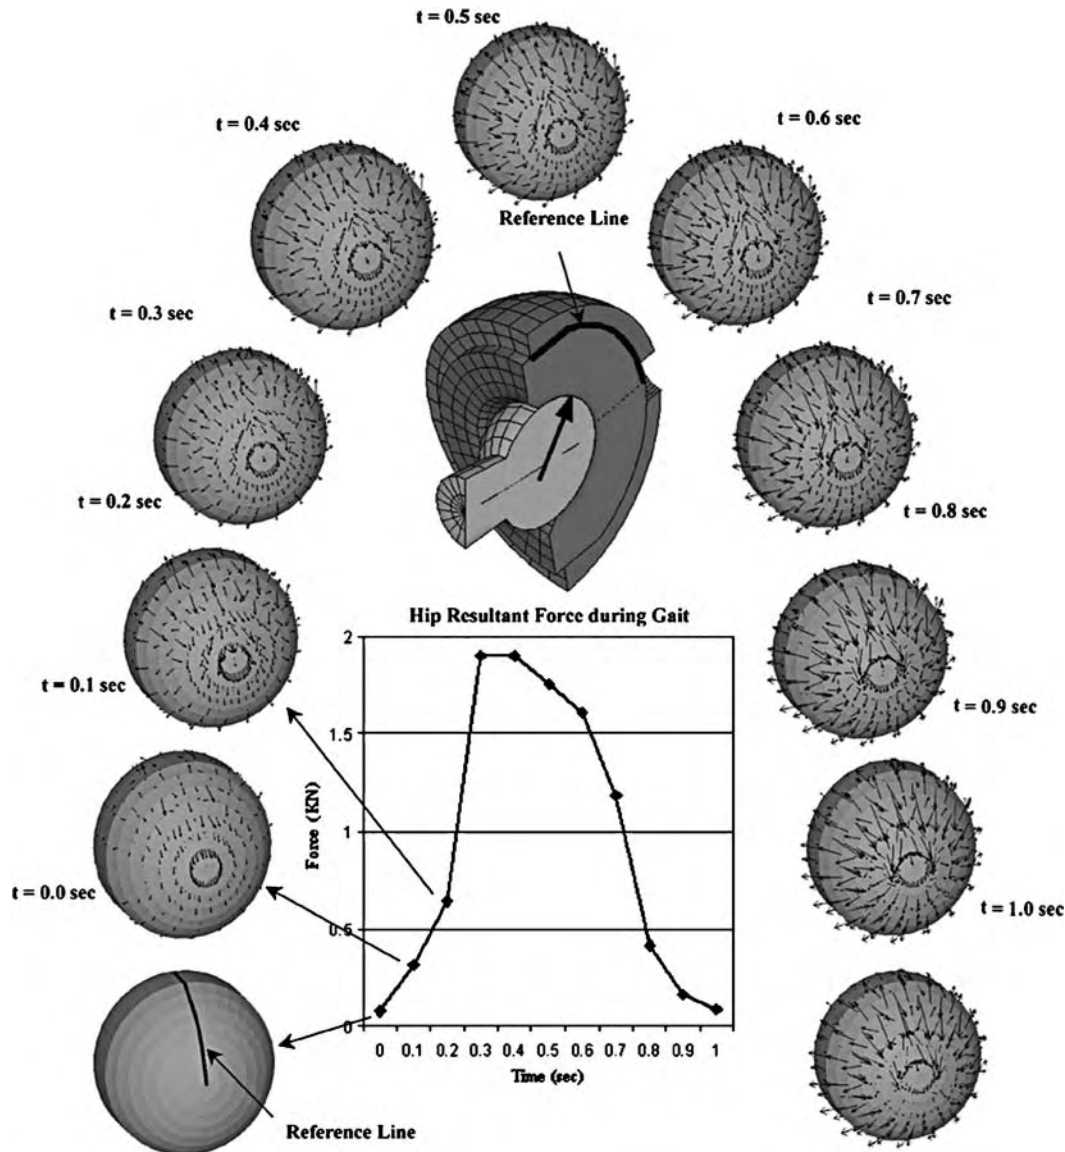 t = 0.5 sec
t = 0.4 sec
t = 0.6 sec
Reference Line
t = 0.3 sec
t = 0.7 sec
t = 0.2 sec
t = 0.8 sec
Hip Resultant Force during Gait
t = 0.1 sec
t = 0.9 sec
t = 0.0 sec
t = 1.0 sec
Force (KN)
2
1.5
1
0.5
0
0 0.1 0.2 0.3 0.4 0.5 0.6 0.7 0.8 0.9 1
Time (sec)
Reference Line